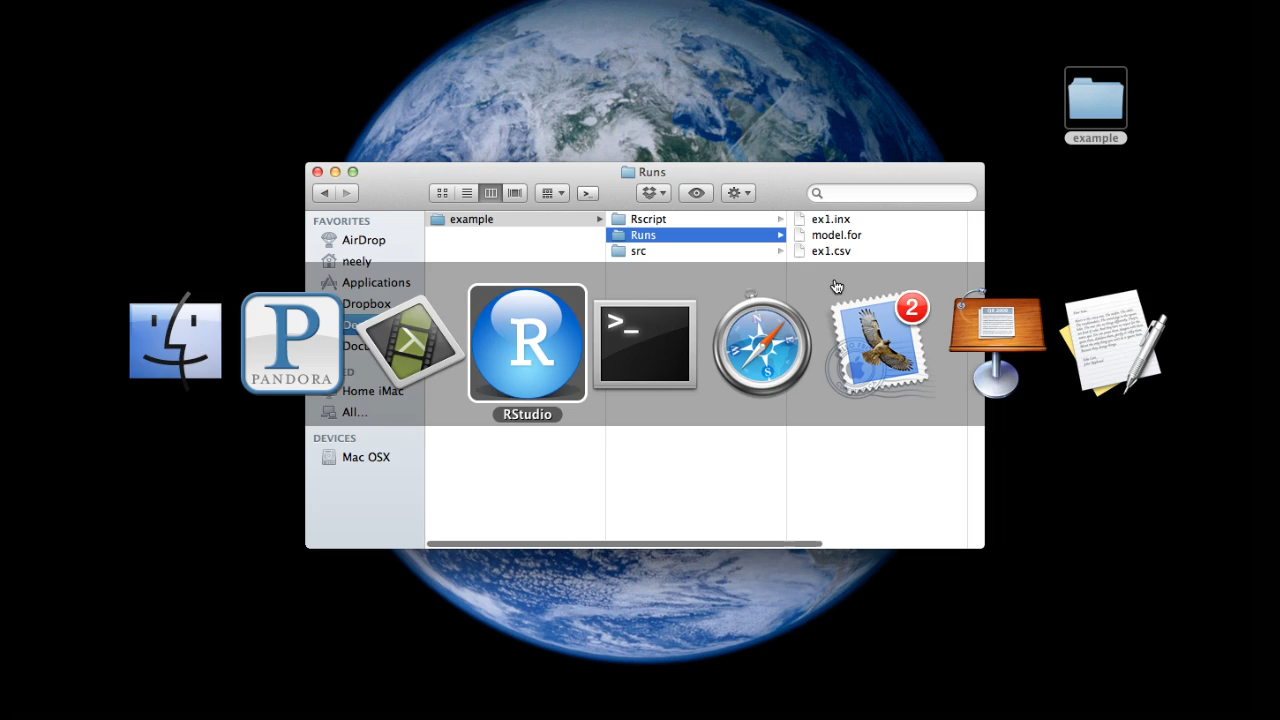 example
Runs
FAVORITES
AirDrop
neely
Applications
Dropbox
Home iMac
All...
DEVICES
Mac OSX
example
Rscript
Runs
src
ex1.inx
model.for
ex1.csv
P
PANDORA
R
RStudio
>_
N
S
2